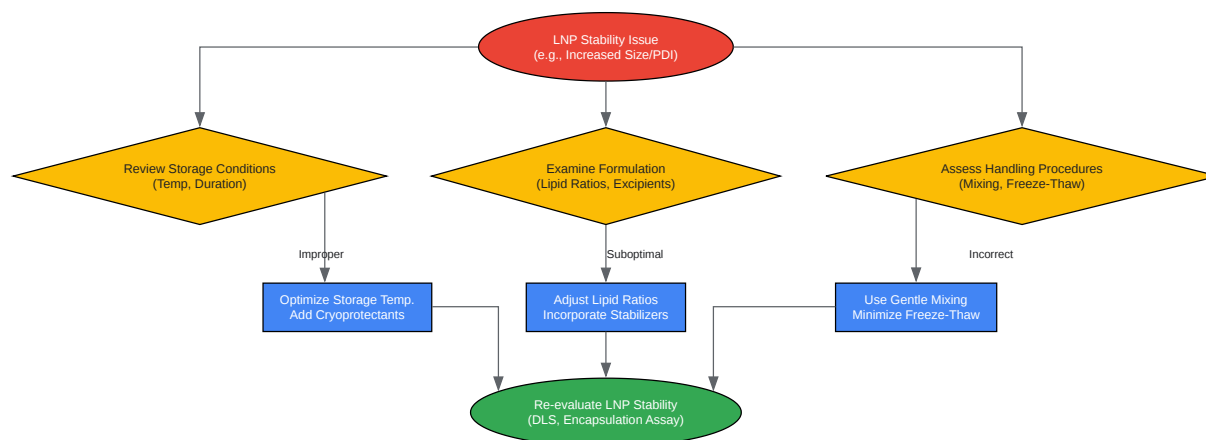 LNP Stability Issue
(e.g., Increased Size/PDI)
Review Storage Conditions
(Temp, Duration)
Examine Formulation
(Lipid Ratios, Excipients)
Assess Handling Procedures
(Mixing, Freeze-Thaw)
Improper
Suboptimal
Incorrect
Optimize Storage Temp.
Add Cryoprotectants
Adjust Lipid Ratios
Incorporate Stabilizers
Use Gentle Mixing
Minimize Freeze-Thaw
Re-evaluate LNP Stability
(DLS, Encapsulation Assay)